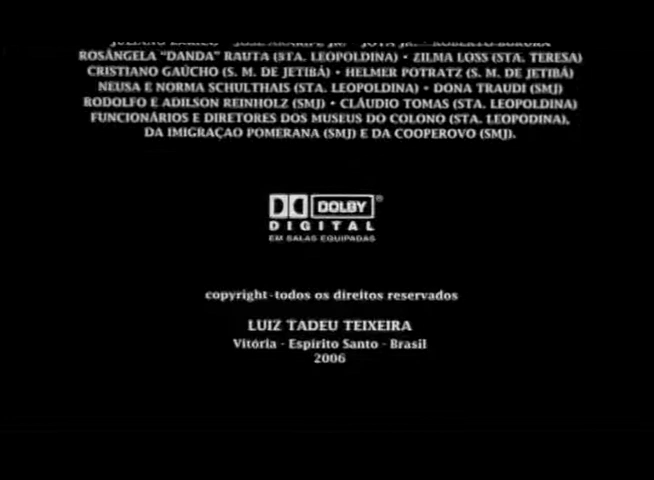 ROSÂNGELA "DANDA" RAUTA (STA. LEOPOLDINA) • ZILMA LOSS (STA. TERESA)
CRISTIANO GAÚCHO (S. M. DE JETIBÁ) • HELMER POTRATZ (S. M. DE JETIBÁ)
NEUSA E NORMA SCHULTHAIS (STA. LEOPOLDINA) • DONA TRAUDI (SMJ)
RODOLFO E ADILSON REINHOLZ (SMJ) • CLÁUDIO TOMAS (STA. LEOPOLDINA)
FUNCIONÁRIOS E DIRETORES DOS MUSEUS DO COLONO (STA. LEOPODINA),
DA IMIGRAÇAO POMERANA (SMJ) E DA COOPEROVO (SMJ).
DOLBY®
DIGITAL
EM SALAS EQUIPADAS
copyright-todos os direitos reservados
LUIZ TADEU TEIXEIRA
Vitória - Espírito Santo - Brasil
2006